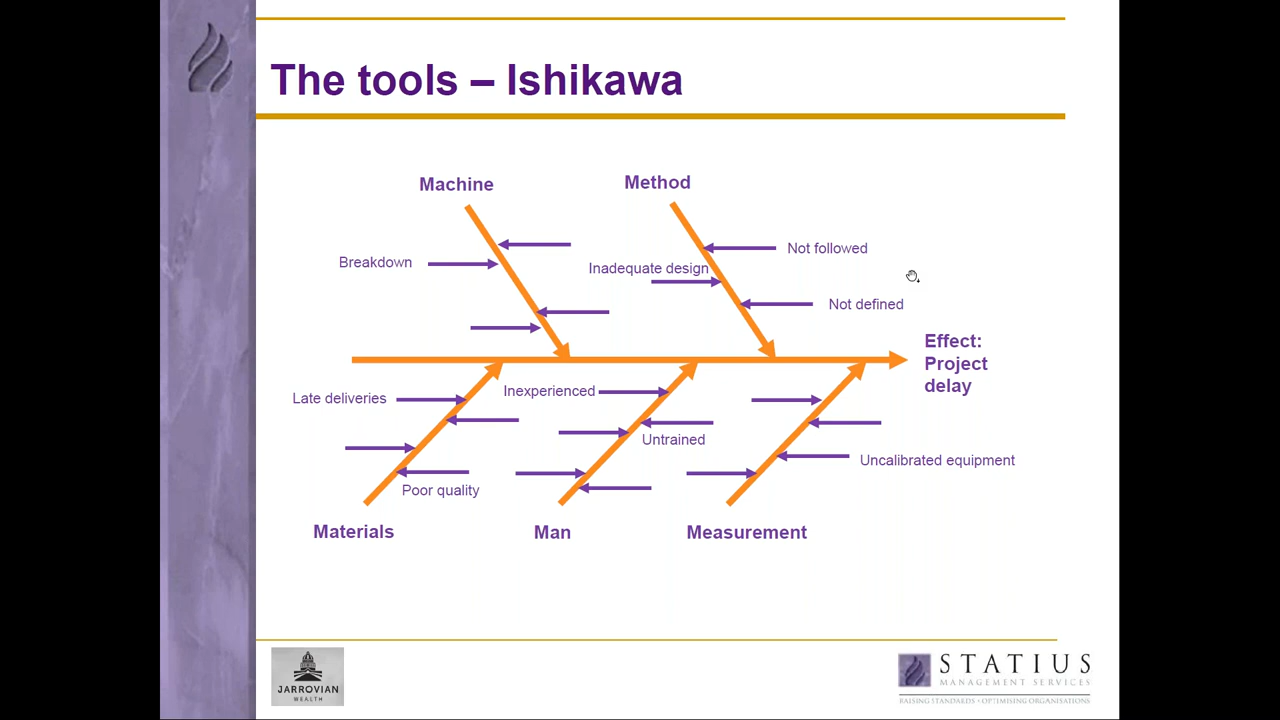 The tools – Ishikawa
Machine
Method
Breakdown
Inadequate design
Not followed
Not defined
Effect:
Project
delay
Late deliveries
Inexperienced
Untrained
Uncalibrated equipment
Poor quality
Materials
Man
Measurement
JARROVIAN
WEALTH
STATIUS
MANAGEMENT SERVICES
RAISING STANDARDS • OPTIMISING ORGANISATIONS